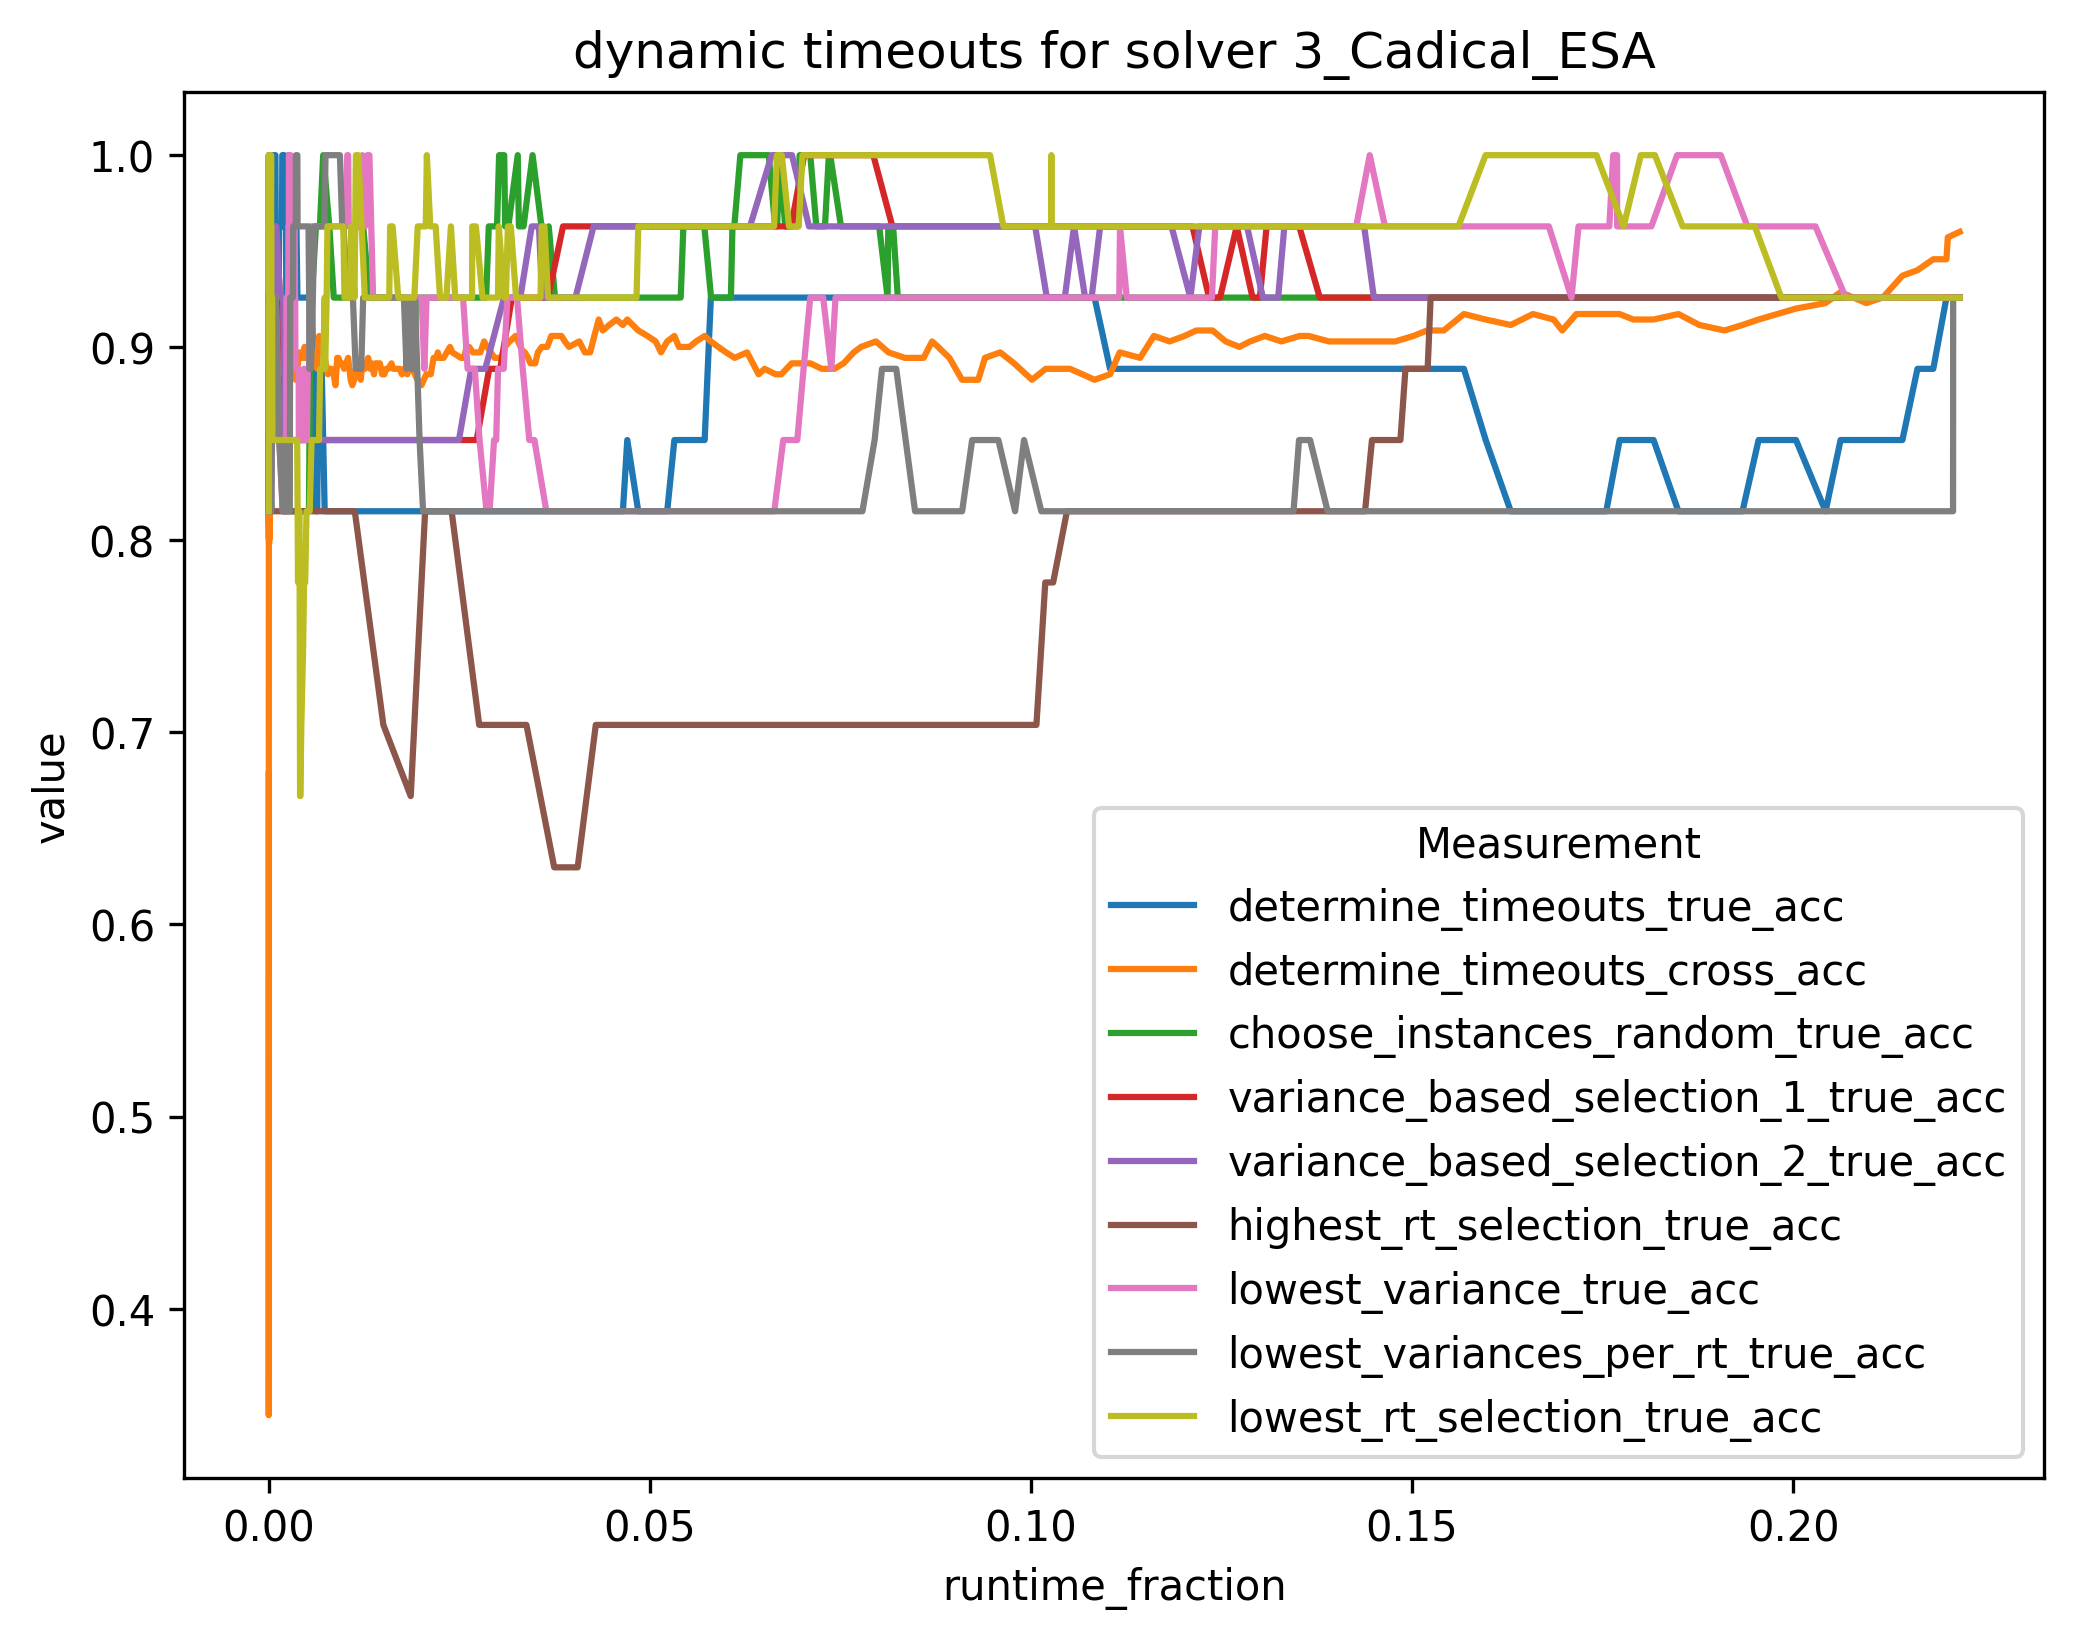 dynamic timeouts for solver 3_Cadical_ESA
1.0
0.9
0.8
0.7
0.6
0.5
0.4
value
0.00
0.05
0.10
0.15
0.20
runtime_fraction
Measurement
determine_timeouts_true_acc
determine_timeouts_cross_acc
choose_instances_random_true_acc
variance_based_selection_1_true_acc
variance_based_selection_2_true_acc
highest_rt_selection_true_acc
lowest_variance_true_acc
lowest_variances_per_rt_true_acc
lowest_rt_selection_true_acc